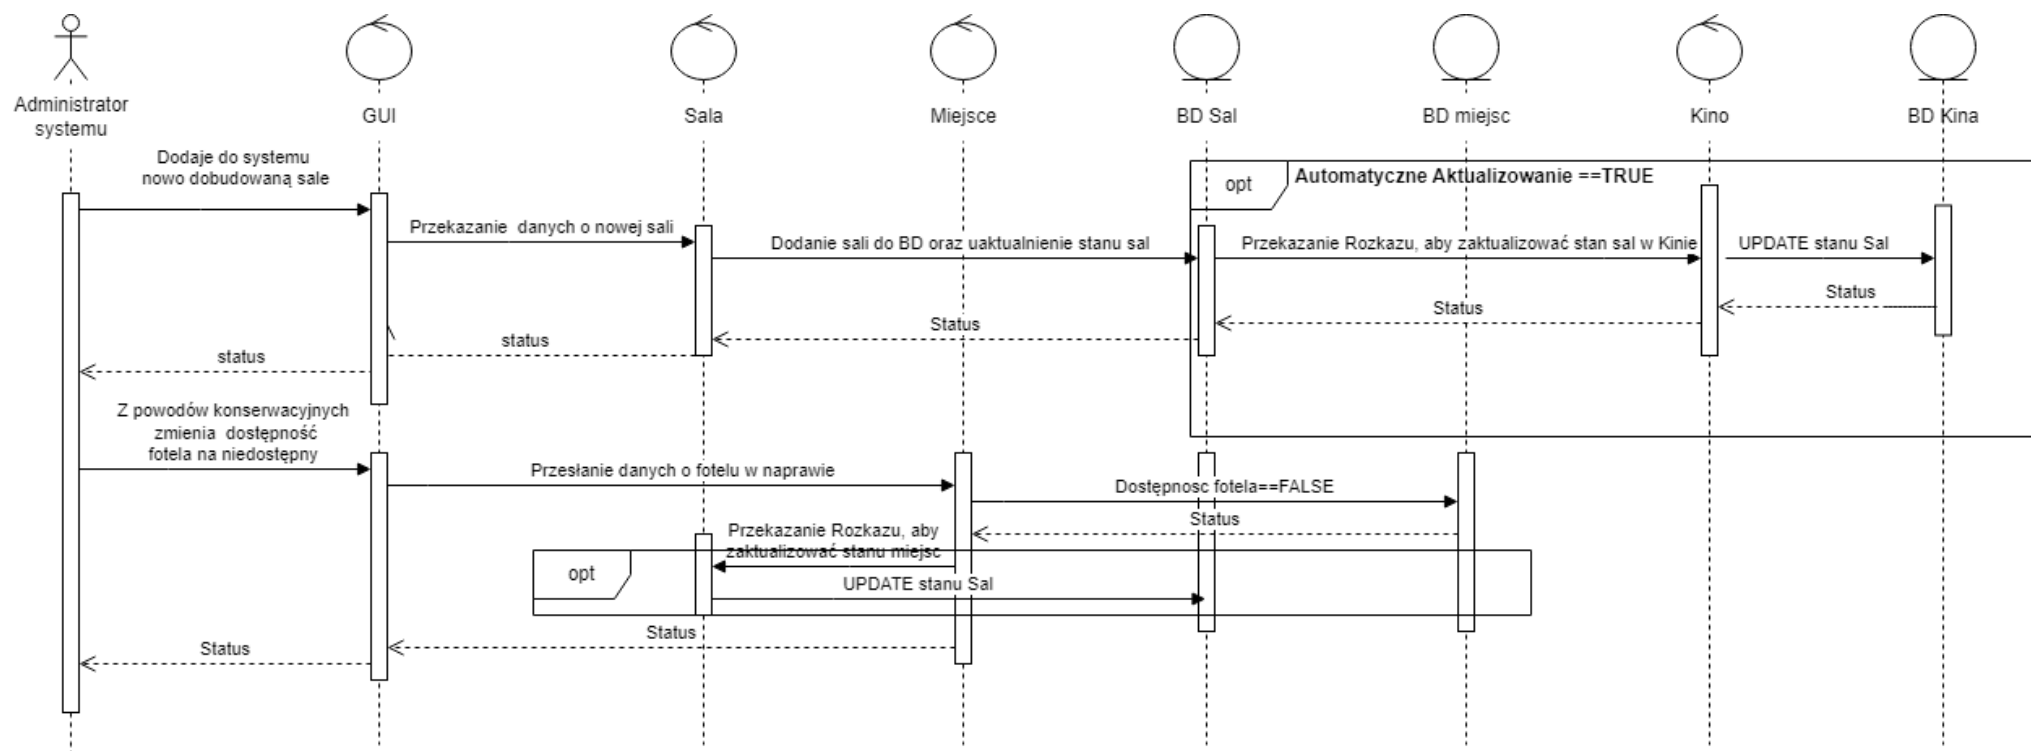 Administrator
systemu
GUI
Sala
Miejsce
BD Sal
BD miejsc
Kino
BD Kina
Dodaje do systemu
nowo dobudowaną sale
opt
Automatyczne Aktualizowanie ==TRUE
Przekazanie danych o nowej sali
Dodanie sali do BD oraz uaktualnienie stanu sal
Przekazanie Rozkazu, aby zaktualizować stan sal w Kinie
UPDATE stanu Sal
Status
Status
Status
status
status
Z powodów konserwacyjnych
zmienia dostępność
fotela na niedostępny
Przesłanie danych o fotelu w naprawie
Dostępnosc fotela==FALSE
Status
Przekazanie Rozkazu, aby
zaktualizować stanu miejsc
opt
UPDATE stanu Sal
Status
Status